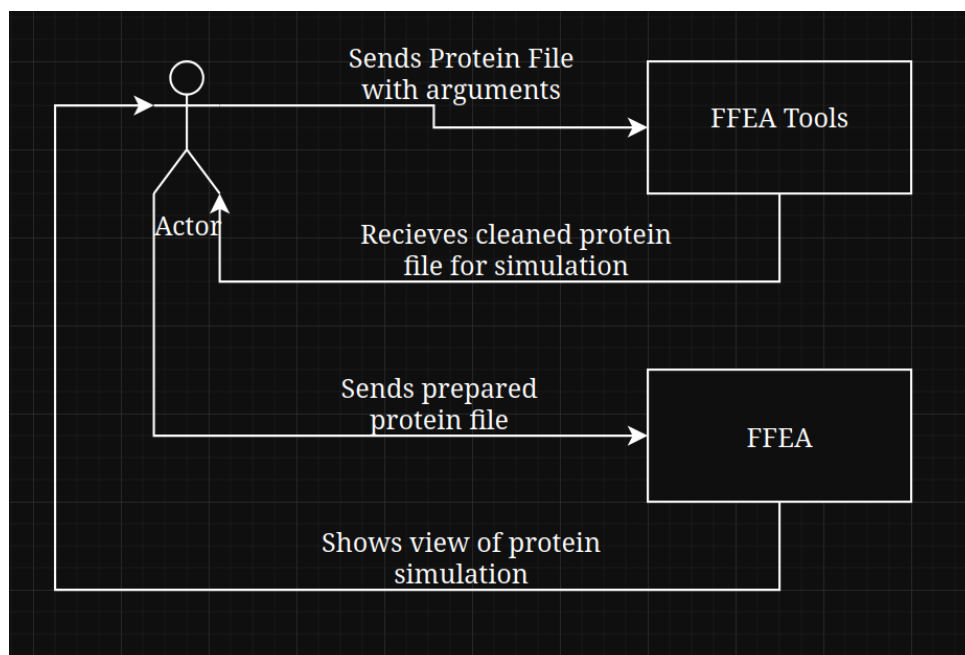 Sends Protein File
with arguments
FFEA Tools
Actor
Recieves cleaned protein
file for simulation
Sends prepared
protein file
FFEA
Shows view of protein
simulation